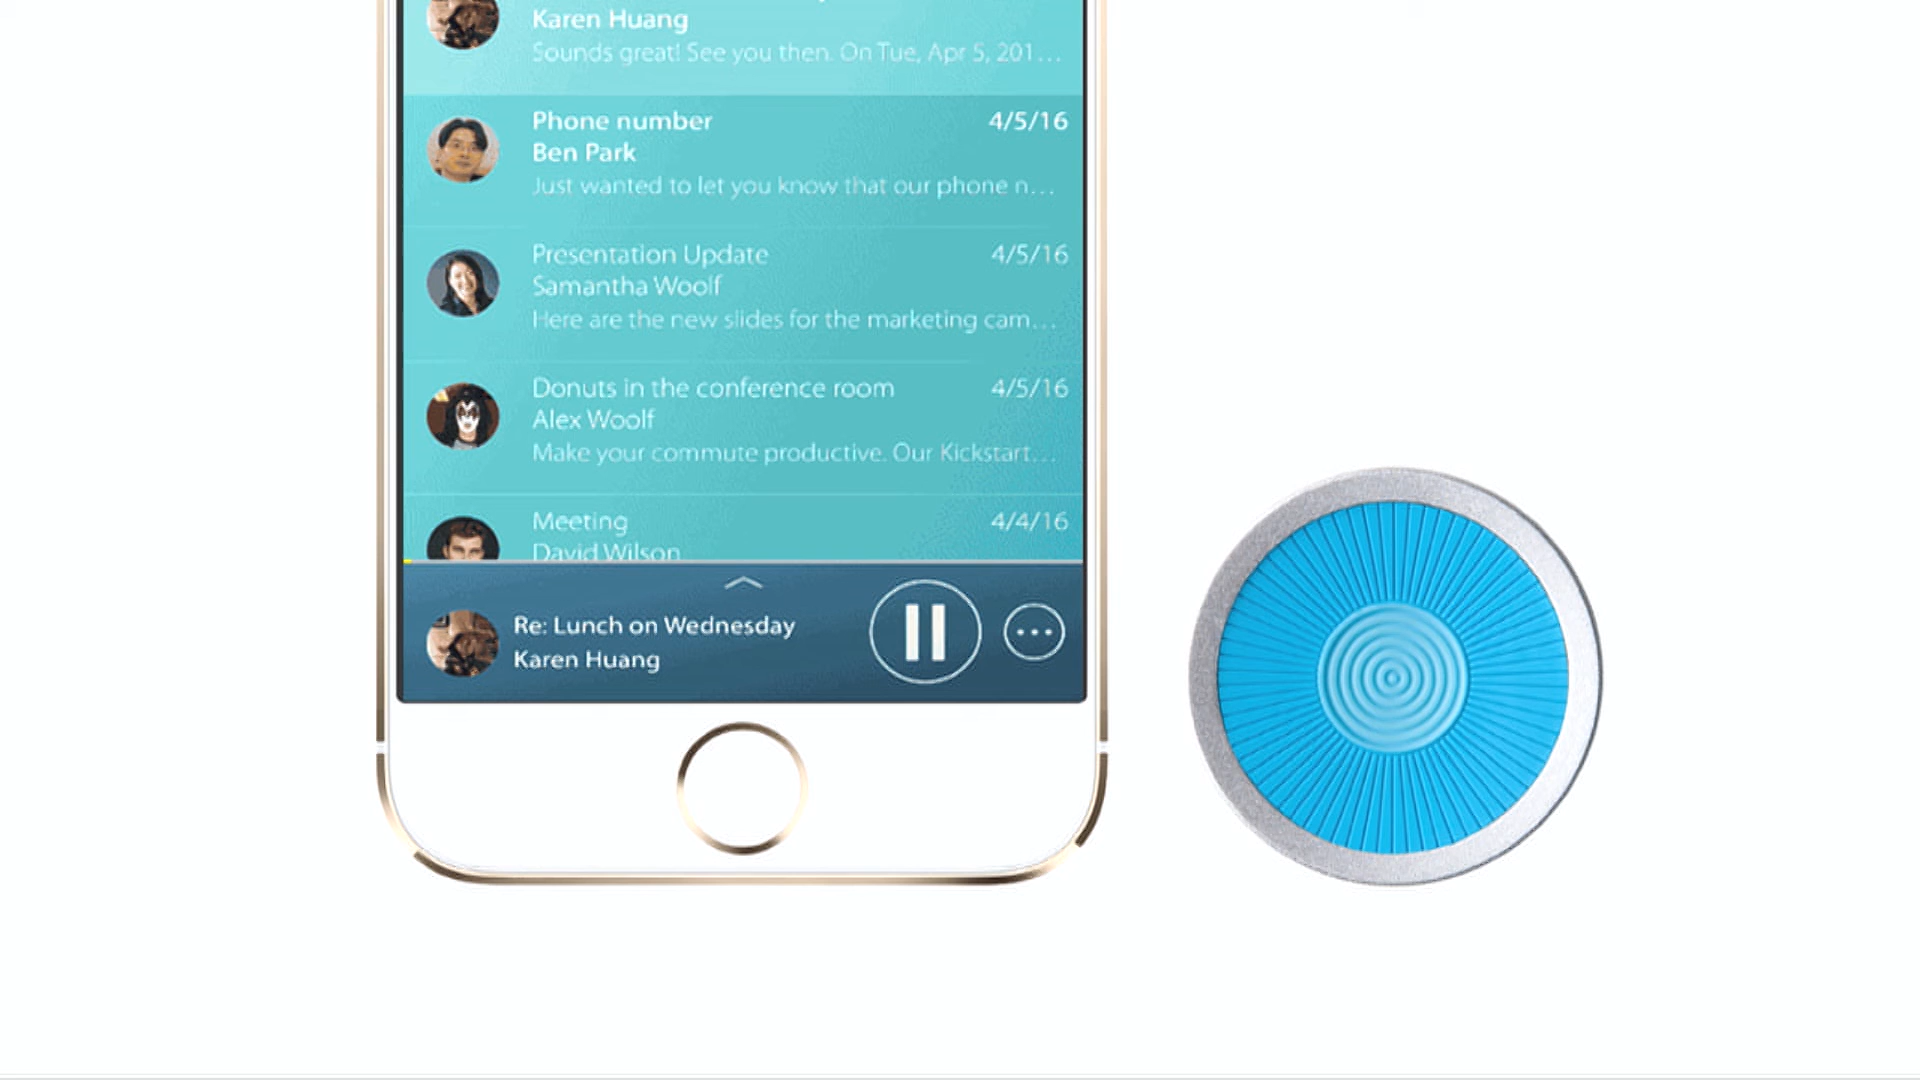 Karen Huang
Sounds great! See you then. On Tue, Apr 5, 201...
Phone number 4/5/16
Ben Park
Just wanted to let you know that our phone n...
Presentation Update 4/5/16
Samantha Woolf
Here are the new slides for the marketing cam...
Donuts in the conference room 4/5/16
Alex Woolf
Make your commute productive. Our Kickstart...
Meeting 4/4/16
David Wilson
Re: Lunch on Wednesday
Karen Huang